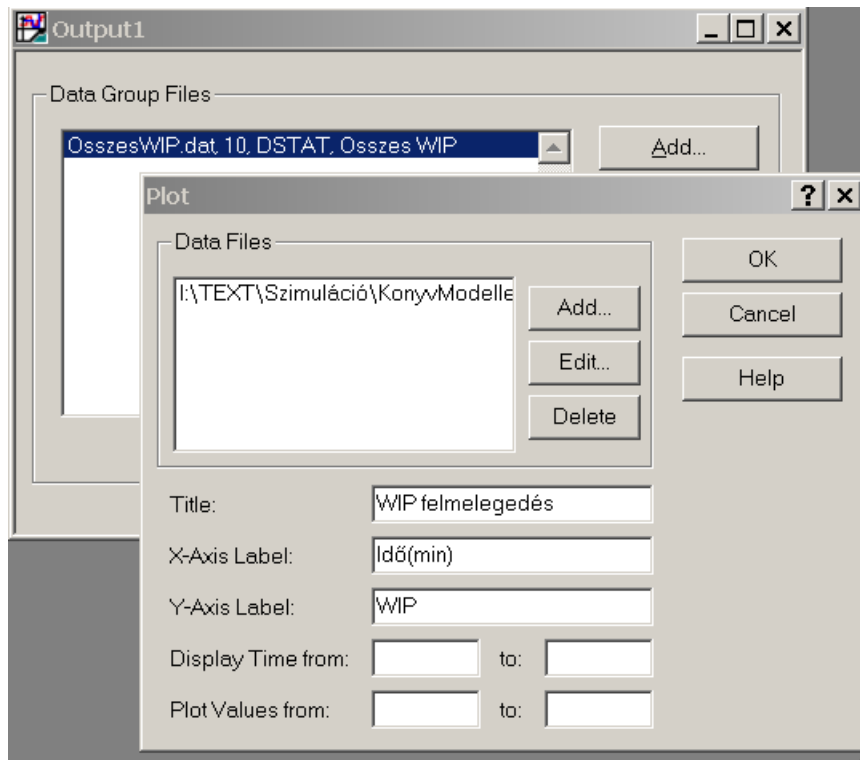 Output1
Data Group Files
OsszesWIP.dat, 10, DSTAT, Osszes WIP
Add...
Plot
Data Files
I:\TEXT\Szimuláció\KonyvModelle
Add...
Edit...
Delete
OK
Cancel
Help
Title:
WIP felmelegedés
X-Axis Label:
Idő(min)
Y-Axis Label:
WIP
Display Time from:
to:
Plot Values from:
to: